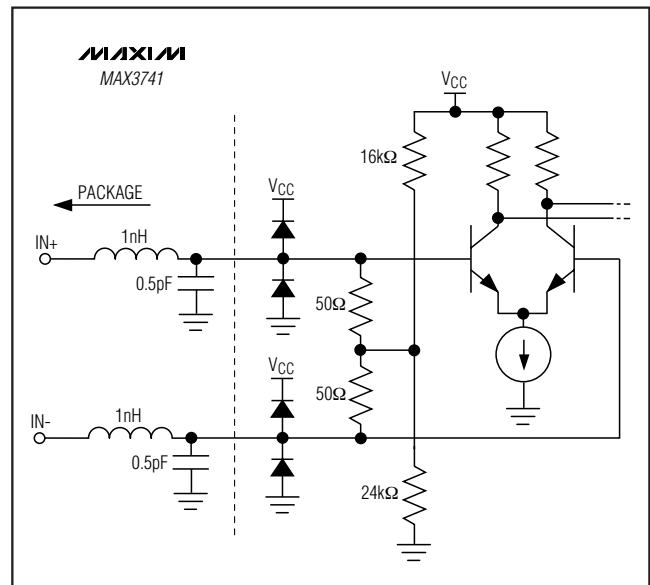 MAXIM
MAX3741
VCC
16kΩ
PACKAGE
VCC
IN+
1nH
0.5pF
50Ω
VCC
50Ω
IN-
1nH
0.5pF
24kΩ